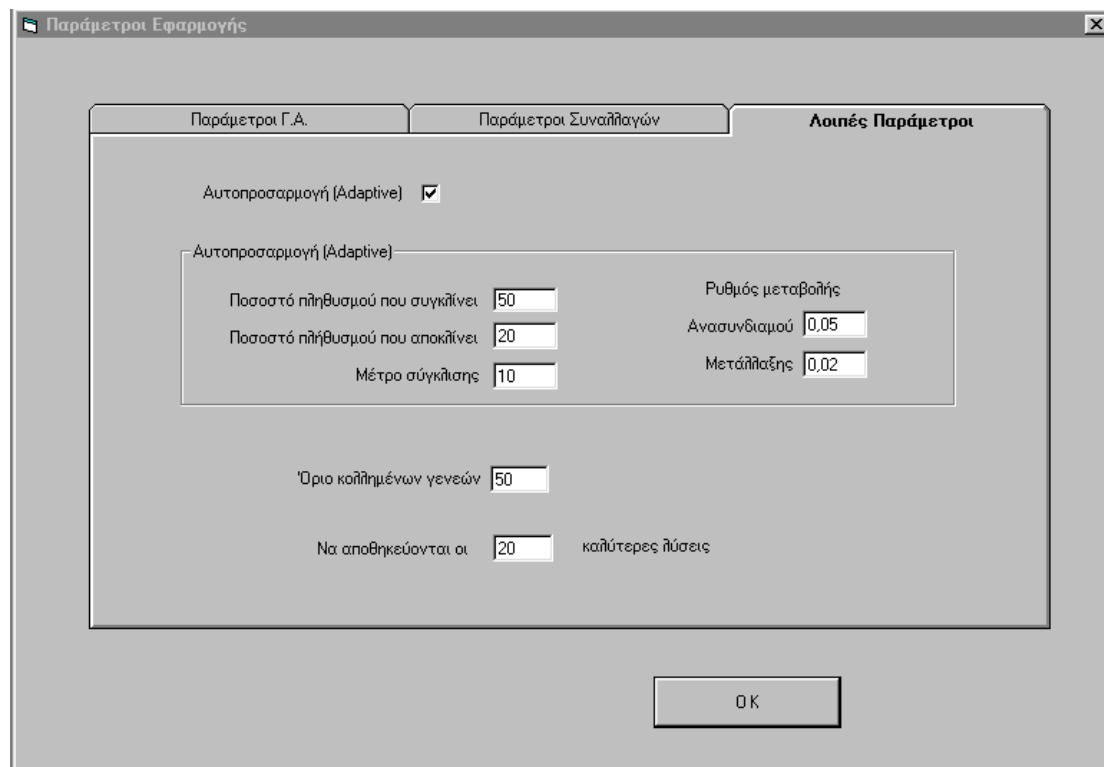 Παράμετροι Εφαρμογής
Παράμετροι Γ.Α.
Παράμετροι Συναλλαγών
Λοιπές Παράμετροι
Αυτοπροσαρμογή (Adaptive)
Αυτοπροσαρμογή (Adaptive)
Ποσοστό πληθυσμού που συγκλίνει 50
Ποσοστό πλήθυσμού που αποκλίνει 20
Μέτρο σύγκλισης 10
Ρυθμός μεταβολής
Ανασυνδιαμού 0,05
Μετάλλαξης 0,02
Όριο κολλημένων γενεών 50
Να αποθηκεύονται οι 20 καλύτερες λύσεις
OK